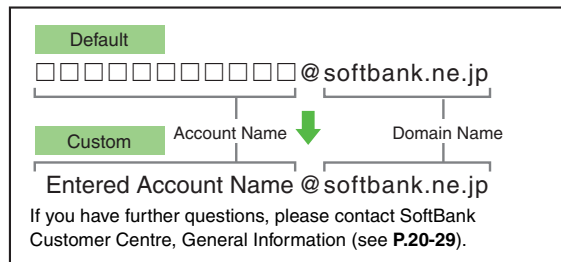 Default
□□□□□□□□□□□@softbank.ne.jp
Account Name Domain Name
Custom
Entered Account Name@softbank.ne.jp
If you have further questions, please contact SoftBank
Customer Centre, General Information (see P.20-29).